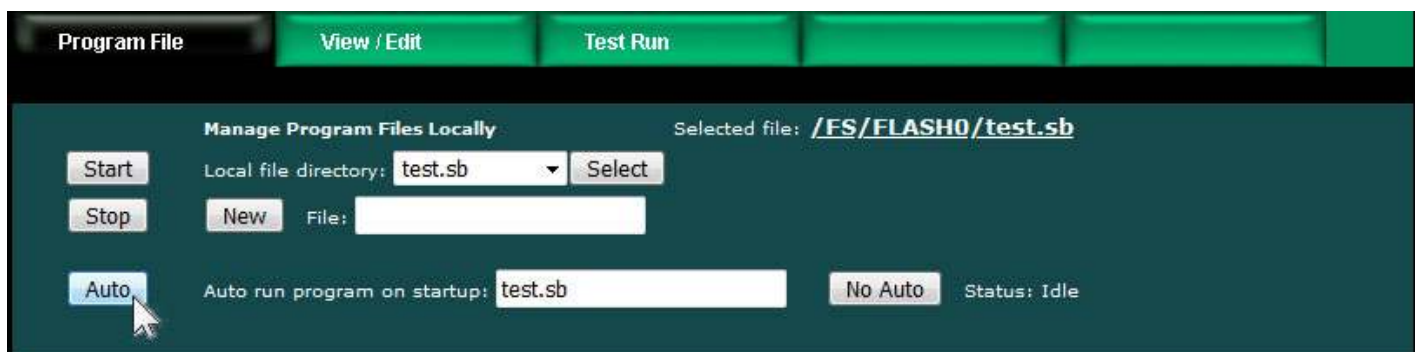 Program File View / Edit Test Run
Manage Program Files Locally Selected file: /FS/FLASH0/test.sb
Start Local file directory: test.sb Select
Stop New File:
Auto Auto run program on startup: test.sb No Auto Status: Idle